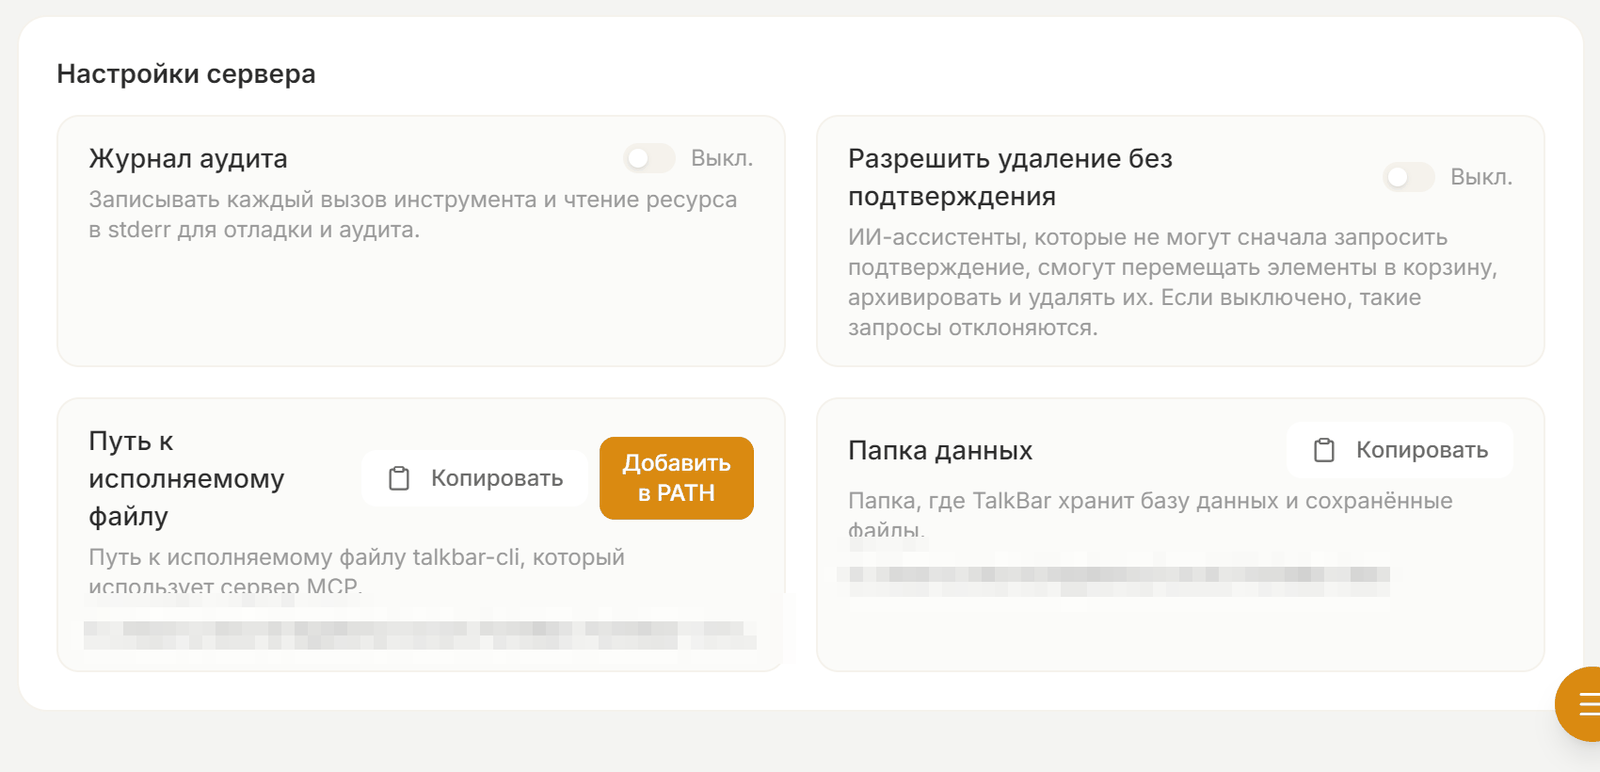 Настройки сервера
Журнал аудита
Выкл.
Записывать каждый вызов инструмента и чтение ресурса
в stderr для отладки и аудита.
Разрешить удаление без
подтверждения
Выкл.
ИИ-ассистенты, которые не могут сначала запросить
подтверждение, смогут перемещать элементы в корзину,
архивировать и удалять их. Если выключено, такие
запросы отклоняются.
Путь к
исполняемому
файлу
Копировать
Добавить
в PATH
Путь к исполняемому файлу talkbar-cli, который
использует сервер MCP.
Папка данных
Копировать
Папка, где TalkBar хранит базу данных и сохранённые
файлы.